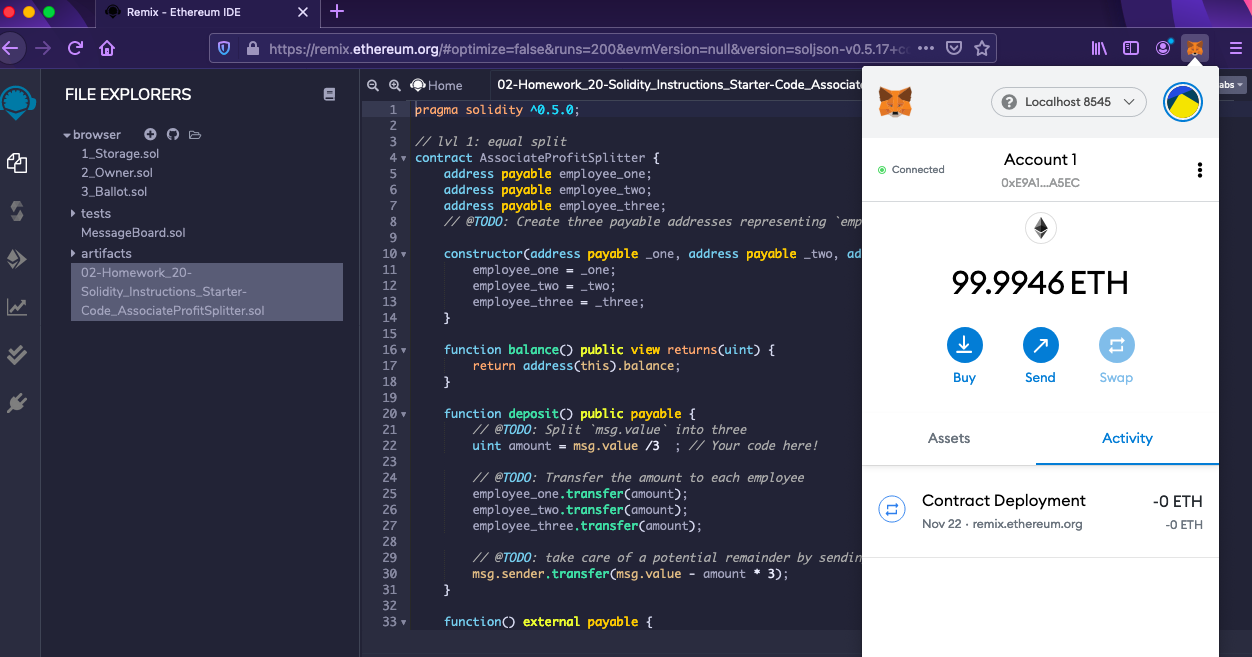 Remix - Ethereum IDE
https://remix.ethereum.org/#optimize=false&runs=200&evmVersion=null&version=soljson-v0.5.17+c
FILE EXPLORERS
browser
1_Storage.sol
2_Owner.sol
3_Ballot.sol
tests
MessageBoard.sol
artifacts
02-Homework_20-
Solidity_Instructions_Starter-
Code_AssociateProfitSplitter.sol
Home
02-Homework_20-Solidity_Instructions_Starter-Code_Associate
abs
1 pragma solidity ^0.5.0;
2
3 // lvl 1: equal split
4 contract AssociateProfitSplitter {
5 address payable employee_one;
6 address payable employee_two;
7 address payable employee_three;
8 // @TODO: Create three payable addresses representing `emp
9
10 constructor(address payable _one, address payable _two, ad
11 employee_one = _one;
12 employee_two = _two;
13 employee_three = _three;
14 }
15
16 function balance() public view returns(uint) {
17 return address(this).balance;
18 }
19
20 function deposit() public payable {
21 // @TODO: Split `msg.value` into three
22 uint amount = msg.value /3  ; // Your code here!
23
24 // @TODO: Transfer the amount to each employee
25 employee_one.transfer(amount);
26 employee_two.transfer(amount);
27 employee_three.transfer(amount);
28
29 // @TODO: take care of a potential remainder by sendin
30 msg.sender.transfer(msg.value - amount * 3);
31 }
32
33 function() external payable {
Localhost 8545
Connected
Account 1
0xE9A1...A5EC
99.9946 ETH
Buy
Send
Swap
Assets
Activity
Contract Deployment
-0 ETH
Nov 22 · remix.ethereum.org
-0 ETH